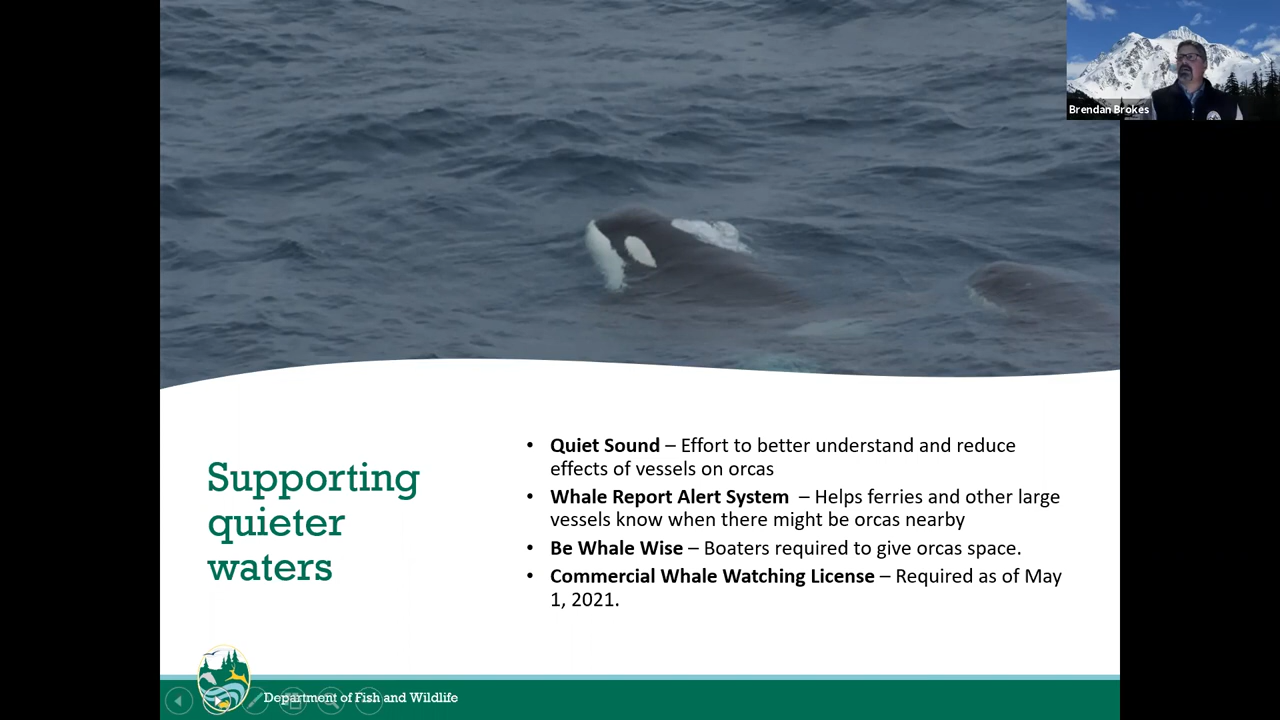 Brendan Brokes
Supporting
quieter
waters
• Quiet Sound – Effort to better understand and reduce
effects of vessels on orcas
• Whale Report Alert System – Helps ferries and other large
vessels know when there might be orcas nearby
• Be Whale Wise – Boaters required to give orcas space.
• Commercial Whale Watching License – Required as of May
1, 2021.
Department of Fish and Wildlife